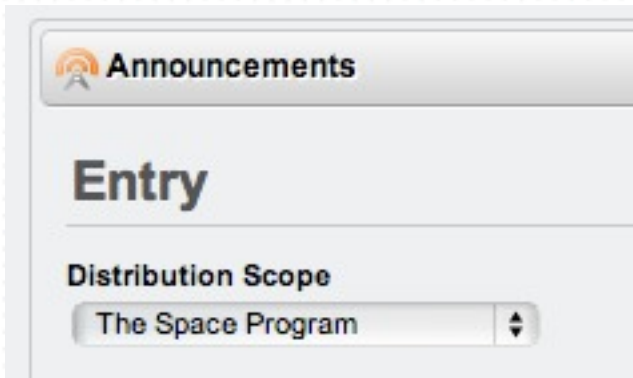 Announcements
Entry
Distribution Scope
The Space Program